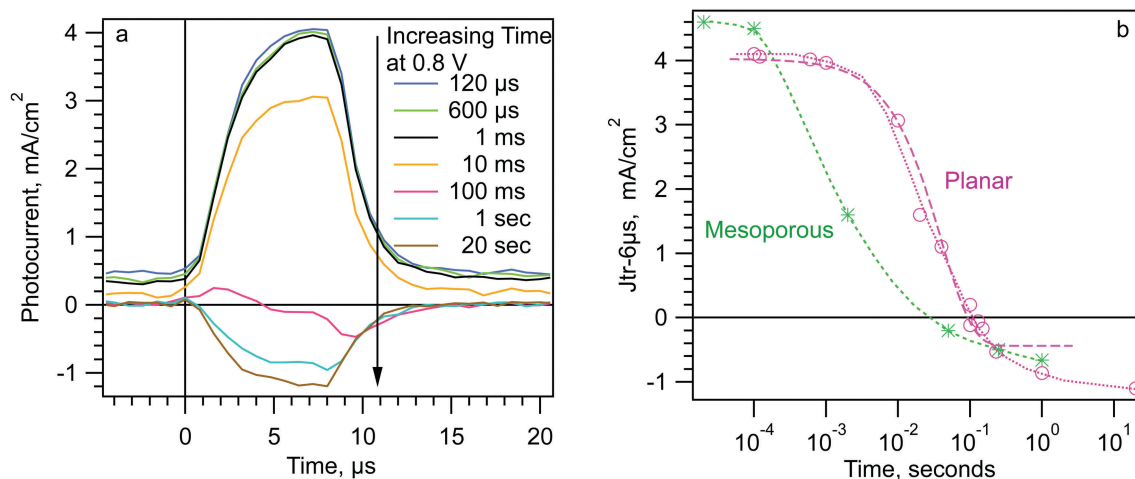 a
Increasing Time
at 0.8 V
120 µs
600 µs
1 ms
10 ms
100 ms
1 sec
20 sec
Photocurrent, mA/cm²
4
3
2
1
0
-1
0
5
10
15
20
Time, µs
b
Planar
Mesoporous
Jtr-6µs, mA/cm²
4
3
2
1
0
-1
10⁻⁴
10⁻³
10⁻²
10⁻¹
10⁰
10¹
Time, seconds